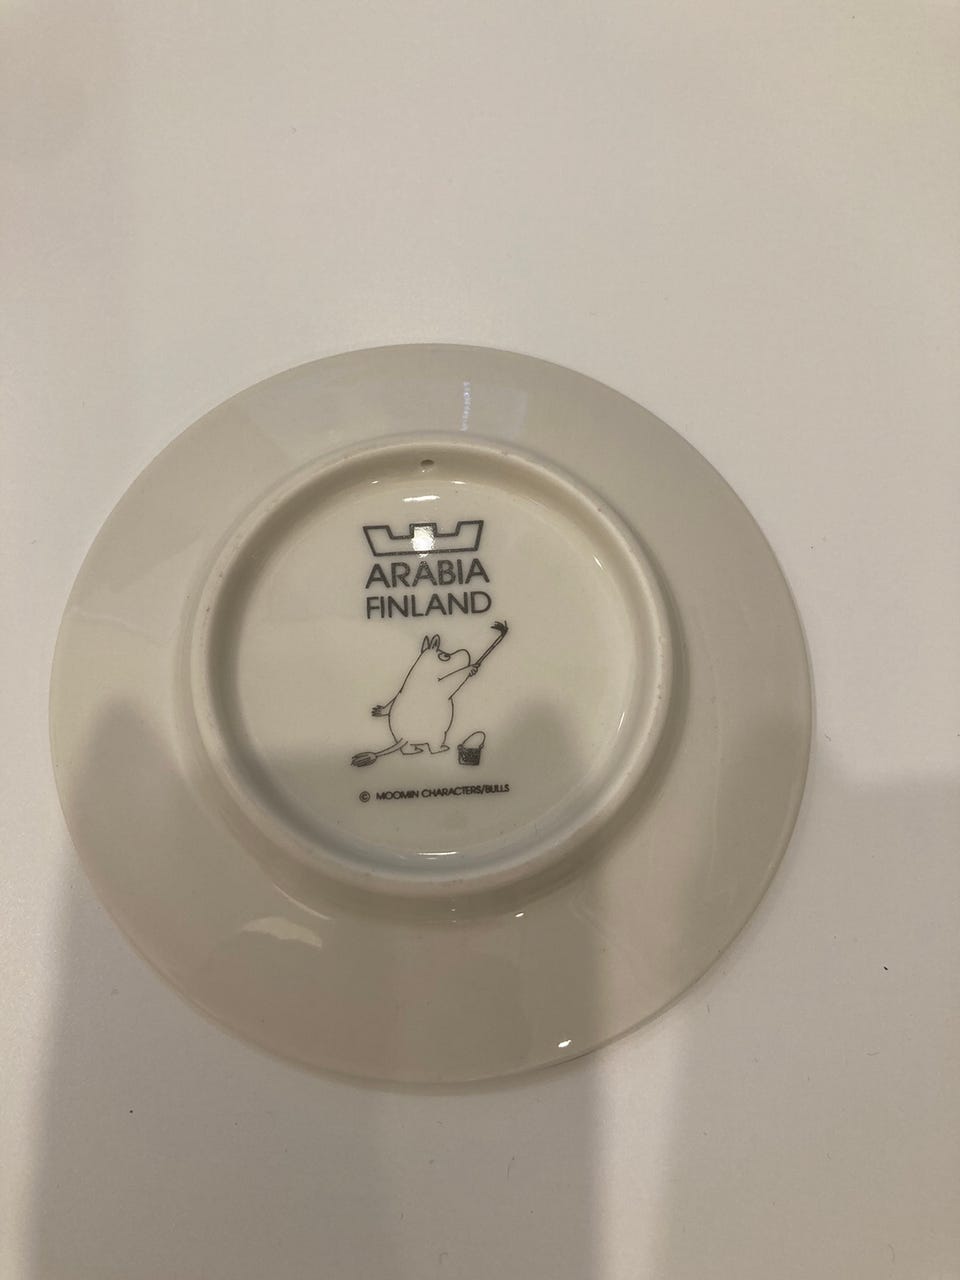 ARABIA
FINLAND
© MOOMIN CHARACTERS/BULLS